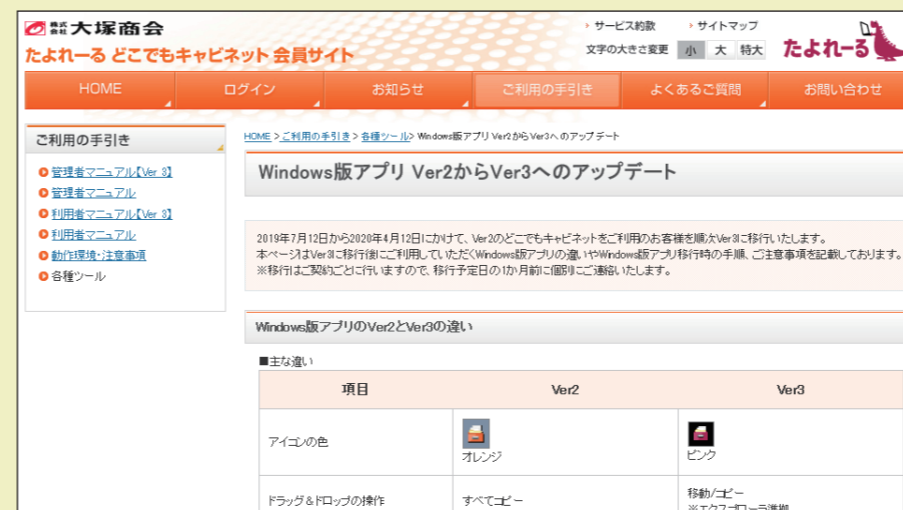 株式会社 大塚商会
たよれーる どこでもキャビネット 会員サイト
サービス約款 サイトマップ
文字の大きさ変更 小 大 特大
たよれーる
HOME ログイン お知らせ ご利用の手引き よくあるご質問 お問い合わせ
ご利用の手引き
管理者マニュアル【Ver 3】
管理者マニュアル
利用者マニュアル【Ver 3】
利用者マニュアル
動作環境・注意事項
各種ツール
HOME > ご利用の手引き > 各種ツール> Windows版アプリ Ver2からVer3へのアップデート
Windows版アプリ Ver2からVer3へのアップデート
2019年7月12日から2020年4月12日にかけて、Ver2のどこでもキャビネットをご利用のお客様を順次Ver3に移行いたします。
本ページはVer3に移行後にご利用していただくWindows版アプリの違いやWindows版アプリ移行時の手順、ご注意事項を記載しております。
※移行はご契約ごとに行いますので、移行予定日の1か月前に個別にご連絡いたします。
Windows版アプリのVer2とVer3の違い
■主な違い
項目 Ver2 Ver3
アイコンの色 オレンジ ピンク
ドラッグ&ドロップの操作 すべてコピー 移動/コピー
※エクスプローラ準拠